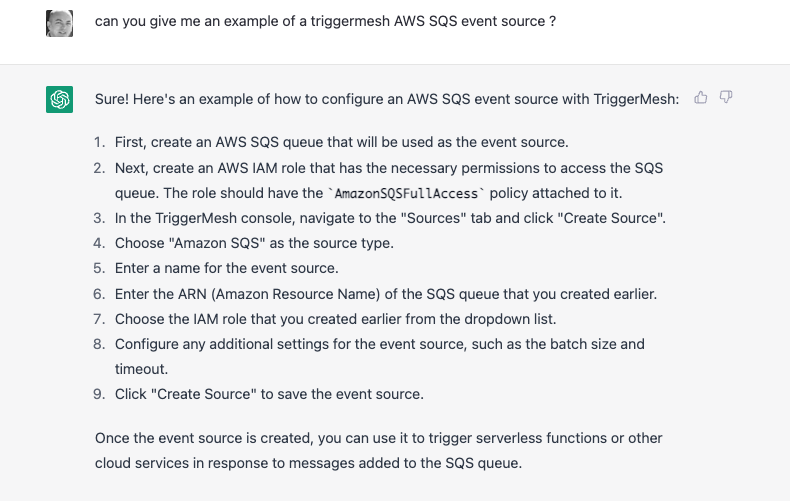 can you give me an example of a triggermesh AWS SQS event source ?
Sure! Here's an example of how to configure an AWS SQS event source with TriggerMesh:
1. First, create an AWS SQS queue that will be used as the event source.
2. Next, create an AWS IAM role that has the necessary permissions to access the SQS
queue. The role should have the `AmazonSQSFullAccess` policy attached to it.
3. In the TriggerMesh console, navigate to the "Sources" tab and click "Create Source".
4. Choose "Amazon SQS" as the source type.
5. Enter a name for the event source.
6. Enter the ARN (Amazon Resource Name) of the SQS queue that you created earlier.
7. Choose the IAM role that you created earlier from the dropdown list.
8. Configure any additional settings for the event source, such as the batch size and
timeout.
9. Click "Create Source" to save the event source.
Once the event source is created, you can use it to trigger serverless functions or other
cloud services in response to messages added to the SQS queue.